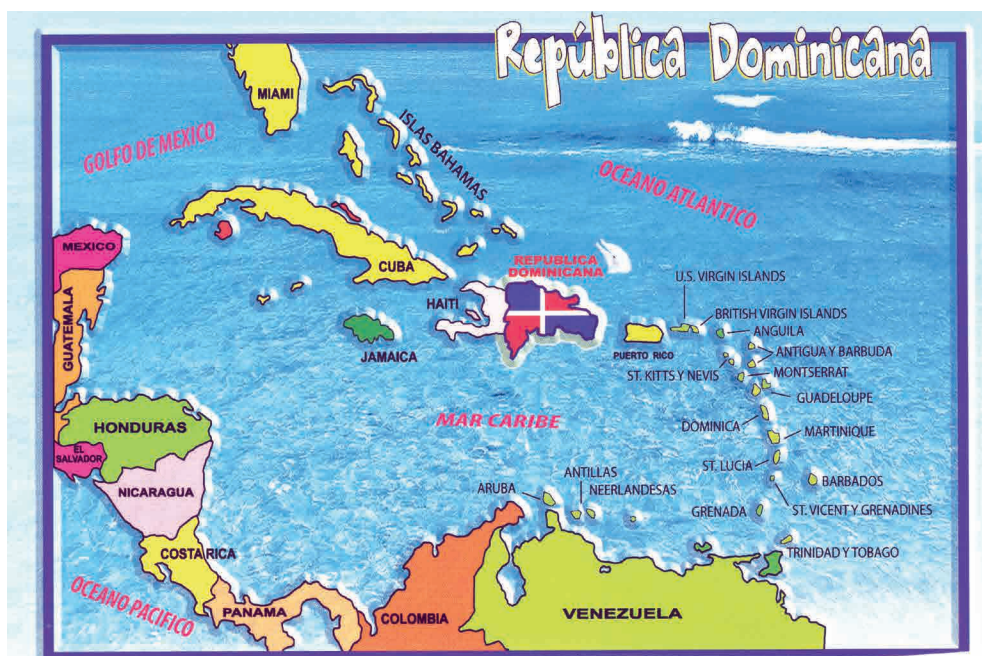 República Dominicana
MIAMI
GOLFO DE MEXICO
ISLAS BAHAMAS
OCEANO ATLANTICO
MEXICO
CUBA
REPUBLICA
DOMINICANA
U.S. VIRGIN ISLANDS
HAITI
BRITISH VIRGIN ISLANDS
GUATEMALA
ANGUILA
JAMAICA
PUERTO RICO
ANTIGUA Y BARBUDA
ST. KITTS Y NEVIS
MONTSERRAT
GUADELOUPE
MAR CARIBE
DOMINICA
HONDURAS
MARTINIQUE
EL
SALVADOR
ST. LUCIA
NICARAGUA
ANTILLAS
NEERLANDESAS
ARUBA
BARBADOS
GRENADA
ST. VICENT Y GRENADINES
COSTA RICA
TRINIDAD Y TOBAGO
OCEANO PACIFICO
PANAMA
COLOMBIA
VENEZUELA